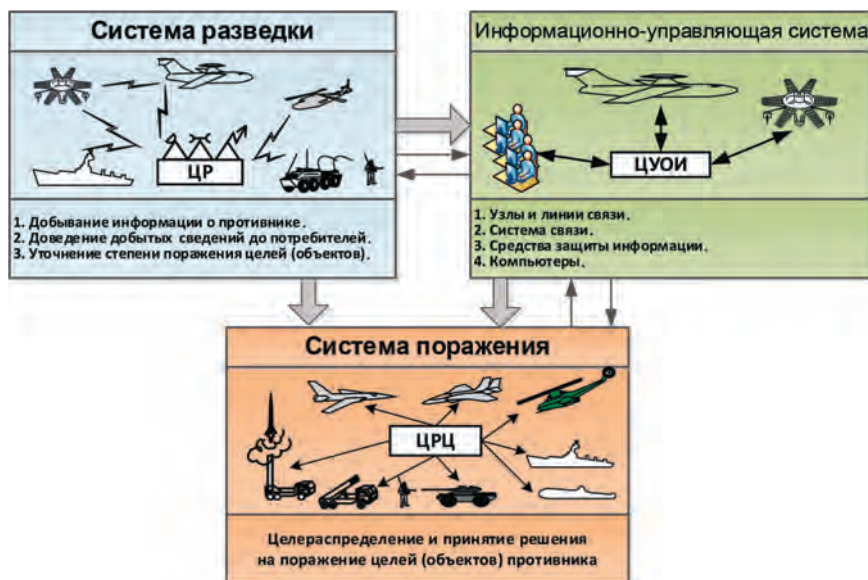 Система разведки
ЦР
1. Добывание информации о противнике.
2. Доведение добытых сведений до потребителей.
3. Уточнение степени поражения целей (объектов).
Информационно-управляющая система
ЦУОИ
1. Узлы и линии связи.
2. Система связи.
3. Средства защиты информации.
4. Компьютеры.
Система поражения
ЦРЦ
Целераспределение и принятие решения
на поражение целей (объектов) противника